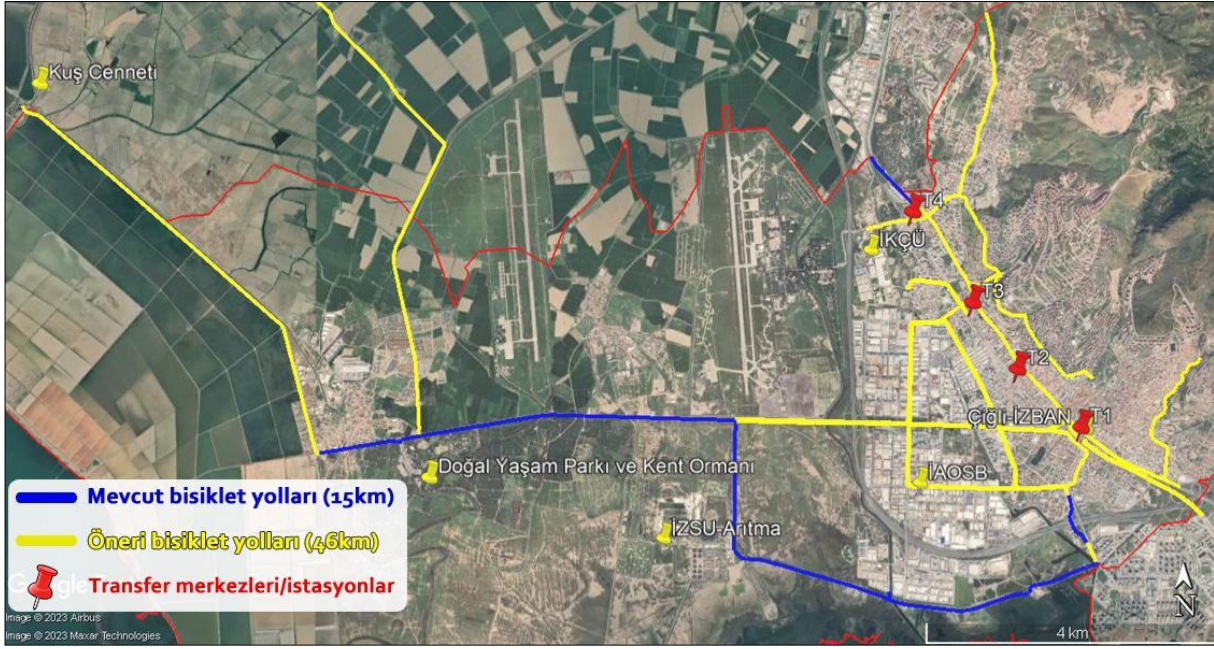 Kuş Cenneti
T4
İKÇÜ
T3
T2
Çiğli-İZBAN
T1
Doğal Yaşam Parkı ve Kent Ormanı
İAOSB
İZSU-Arıtma
Mevcut bisiklet yolları (15km)
Öneri bisiklet yolları (46km)
Transfer merkezleri/istasyonlar
Image © 2023 Airbus
Image © 2023 Maxar Technologies
N
4 km